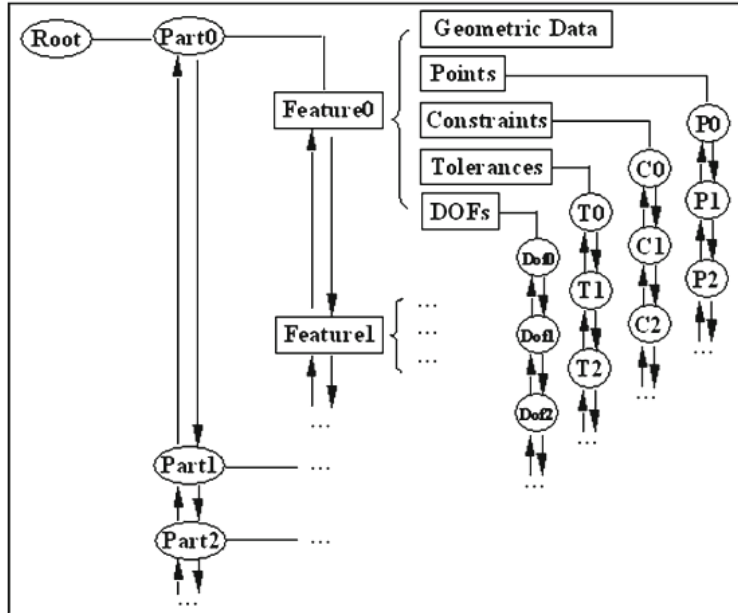 Root
Part0
Feature0
Geometric Data
Points
Constraints
Tolerances
DOFs
P0
P1
P2
...
C0
C1
C2
...
T0
T1
T2
...
Dof0
Dof1
Dof2
...
Feature1
...
...
...
...
Part1
...
Part2
...
...